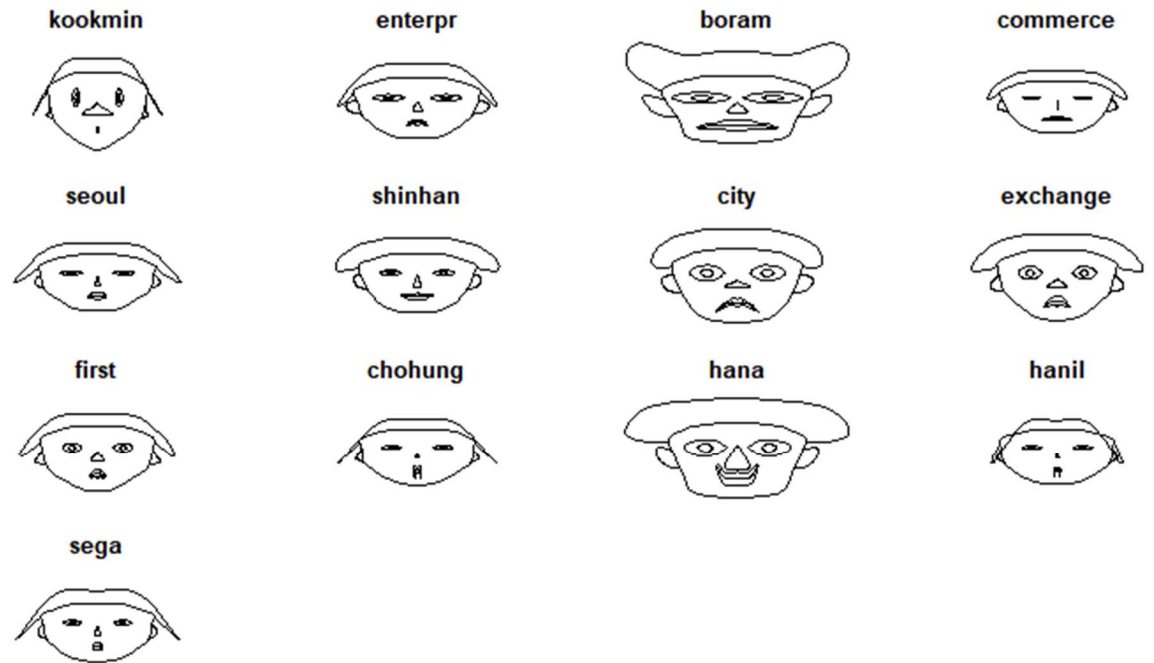 kookmin enterpr boram commerce
seoul shinhan city exchange
first chohung hana hanil
sega